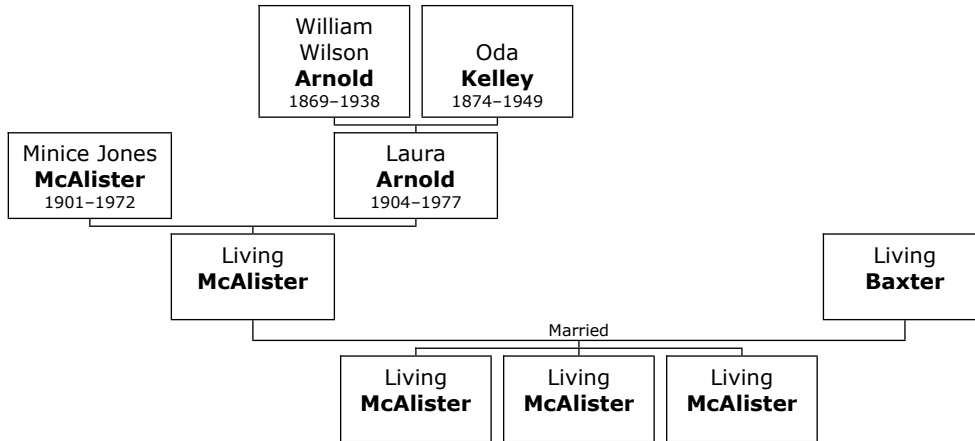 William
Wilson
Arnold
1869–1938
Oda
Kelley
1874–1949
Minice Jones
McAlister
1901–1972
Laura
Arnold
1904–1977
Living
McAlister
Living
Baxter
Married
Living
McAlister
Living
McAlister
Living
McAlister